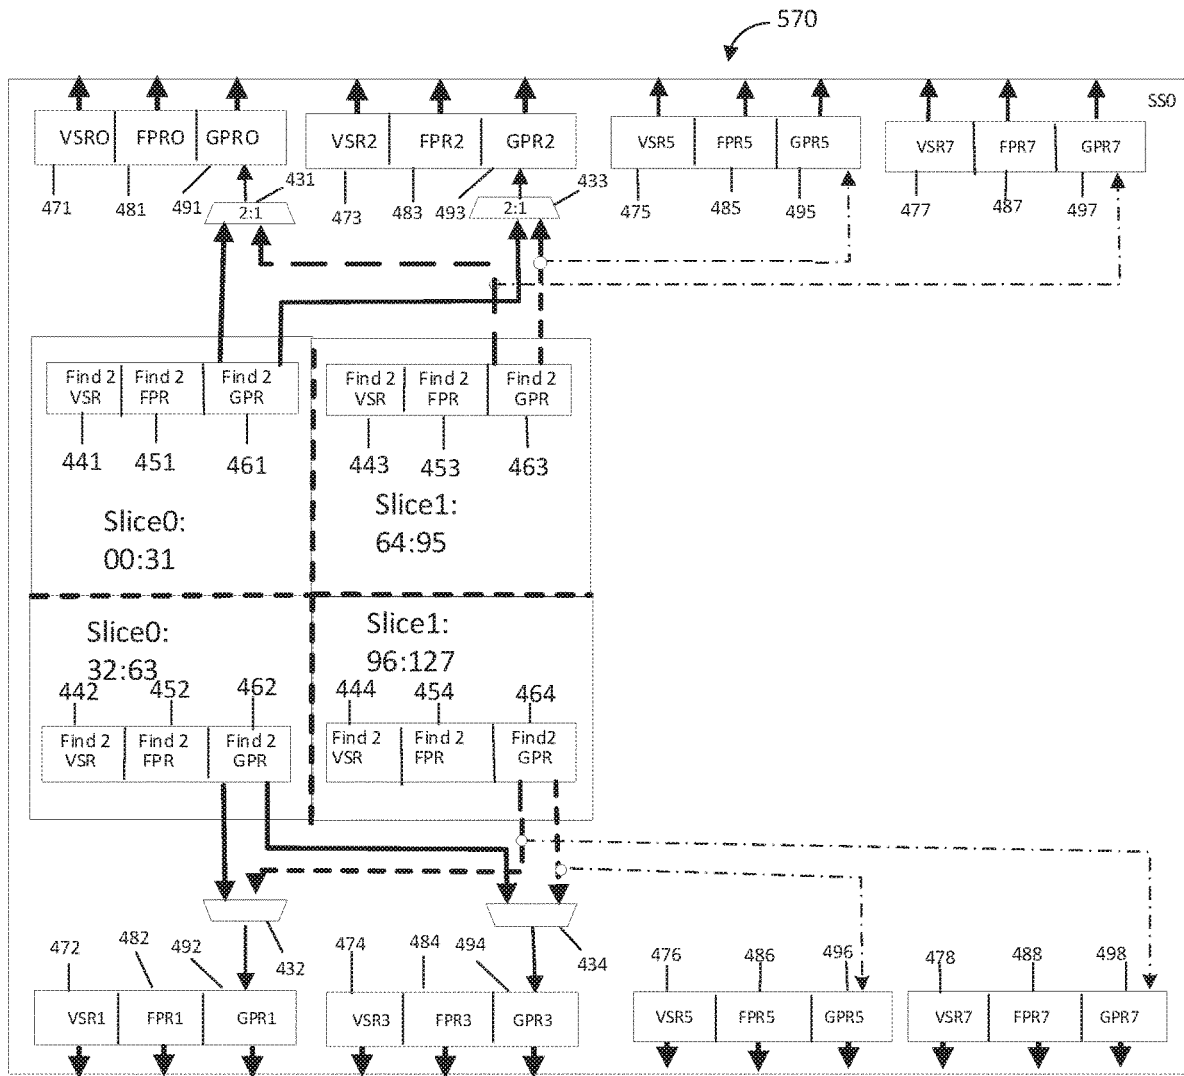 570
SS0
VSRO FPRO GPRO
VSR2 FPR2 GPR2
VSR5 FPR5 GPR5
VSR7 FPR7 GPR7
471 481 491 431
473 483 493 433
475 485 495
477 487 497
2:1
2:1
Find 2 VSR
Find 2 FPR
Find 2 GPR
Find 2 VSR
Find 2 FPR
Find 2 GPR
441 451 461
443 453 463
Slice0:
00:31
Slice1:
64:95
Slice0:
32:63
Slice1:
96:127
442 452 462
444 454 464
Find 2 VSR
Find 2 FPR
Find 2 GPR
Find 2 VSR
Find 2 FPR
Find2 GPR
472 482 492 432
474 484 494 434
476 486 496
478 488 498
VSR1 FPR1 GPR1
VSR3 FPR3 GPR3
VSR5 FPR5 GPR5
VSR7 FPR7 GPR7